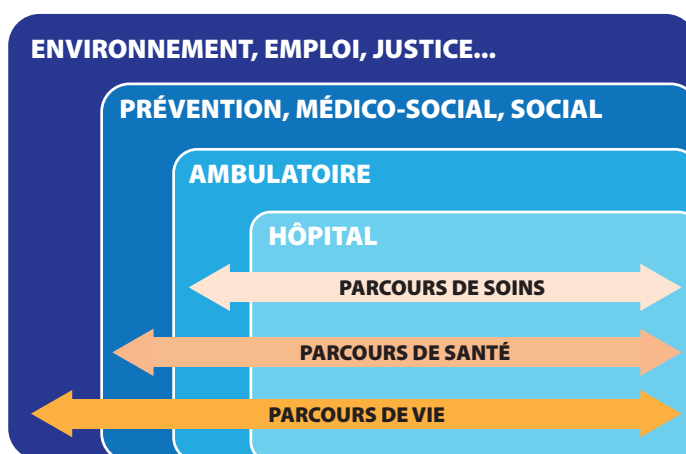 ENVIRONNEMENT, EMPLOI, JUSTICE...
PRÉVENTION, MÉDICO-SOCIAL, SOCIAL
AMBULATOIRE
HÔPITAL
PARCOURS DE SOINS
PARCOURS DE SANTÉ
PARCOURS DE VIE